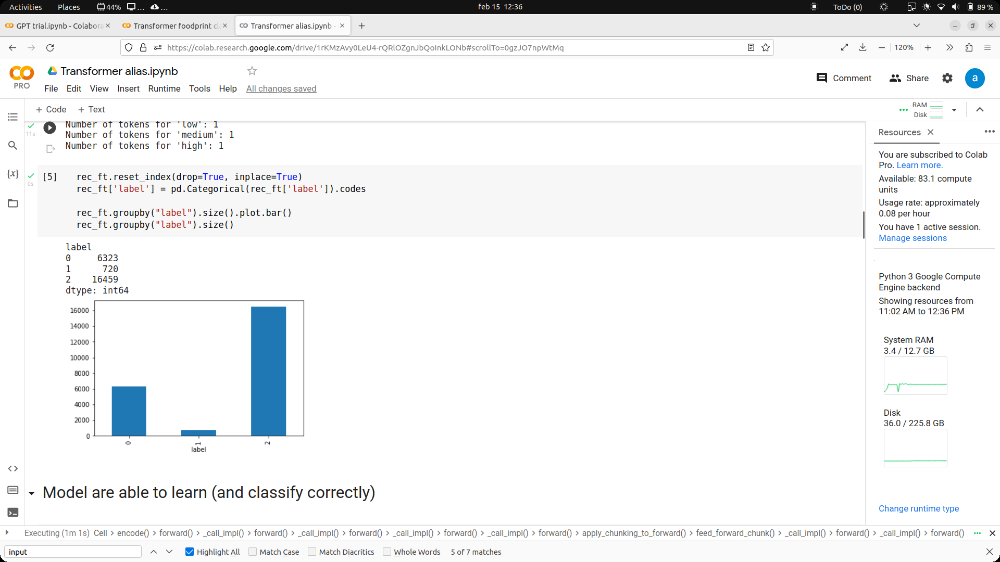 Activities Places 44% ... ... feb 15 12:36 ToDo (0) 89 %
GPT trial.ipynb - Colabora Transformer foodprint cl Transformer alias.ipynb -
https://colab.research.google.com/drive/1rKMzAvy0LeU4-rQRlOZgnJbQoInkLONb#scrollTo=0gzJO7npWtMq 120%
Transformer alias.ipynb
PRO
File Edit View Insert Runtime Tools Help All changes saved
Comment Share a
+ Code + Text
RAM
Disk
11s
Number of tokens for 'low': 1
Number of tokens for 'medium': 1
Number of tokens for 'high': 1
{x}
0s
[5] rec_ft.reset_index(drop=True, inplace=True)
rec_ft['label'] = pd.Categorical(rec_ft['label']).codes
rec_ft.groupby("label").size().plot.bar()
rec_ft.groupby("label").size()
label
0 6323
1 720
2 16459
dtype: int64
16000
14000
12000
10000
8000
6000
4000
2000
0
0 1 2
label
Model are able to learn (and classify correctly)
Resources
You are subscribed to Colab
Pro. Learn more.
Available: 83.1 compute
units
Usage rate: approximately
0.08 per hour
You have 1 active session.
Manage sessions
Python 3 Google Compute
Engine backend
Showing resources from
11:02 AM to 12:36 PM
System RAM
3.4 / 12.7 GB
Disk
36.0 / 225.8 GB
Change runtime type
Executing (1m 1s) Cell > encode() > forward() > _call_impl() > forward() > _call_impl() > forward() > _call_impl() > forward() > _call_impl() > forward() > apply_chunking_to_forward() > feed_forward_chunk() > _call_impl() > forward() > _call_impl() > forward()
input Highlight All Match Case Match Diacritics Whole Words 5 of 7 matches